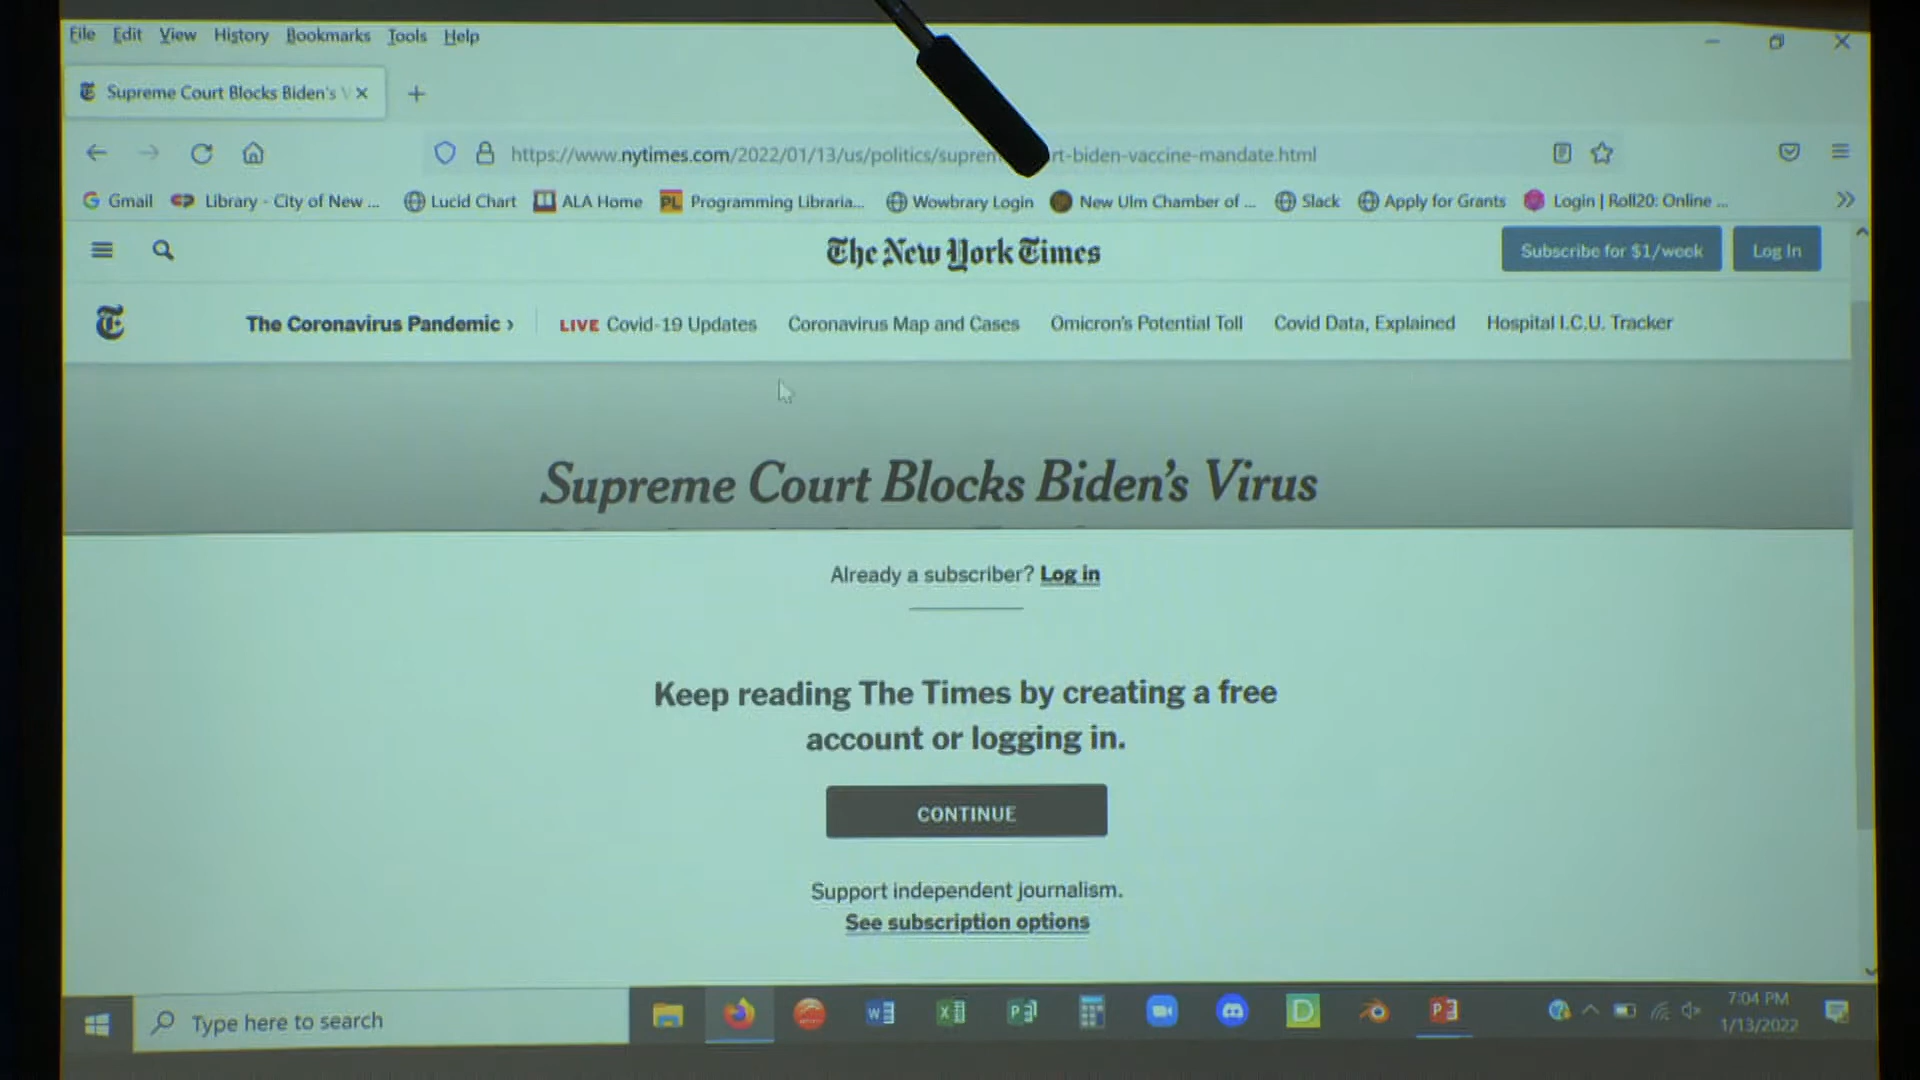 File Edit View History Bookmarks Tools Help
Supreme Court Blocks Biden's V
https://www.nytimes.com/2022/01/13/us/politics/suprem rt-biden-vaccine-mandate.html
Gmail Library - City of New ... Lucid Chart ALA Home Programming Libraria... Wowbrary Login New Ulm Chamber of ... Slack Apply for Grants Login | Roll20: Online ...
The New York Times Subscribe for $1/week Log In
The Coronavirus Pandemic › LIVE Covid-19 Updates Coronavirus Map and Cases Omicron's Potential Toll Covid Data, Explained Hospital I.C.U. Tracker
Supreme Court Blocks Biden's Virus
Already a subscriber? Log in
Keep reading The Times by creating a free
account or logging in.
CONTINUE
Support independent journalism.
See subscription options
Type here to search
7:04 PM
1/13/2022